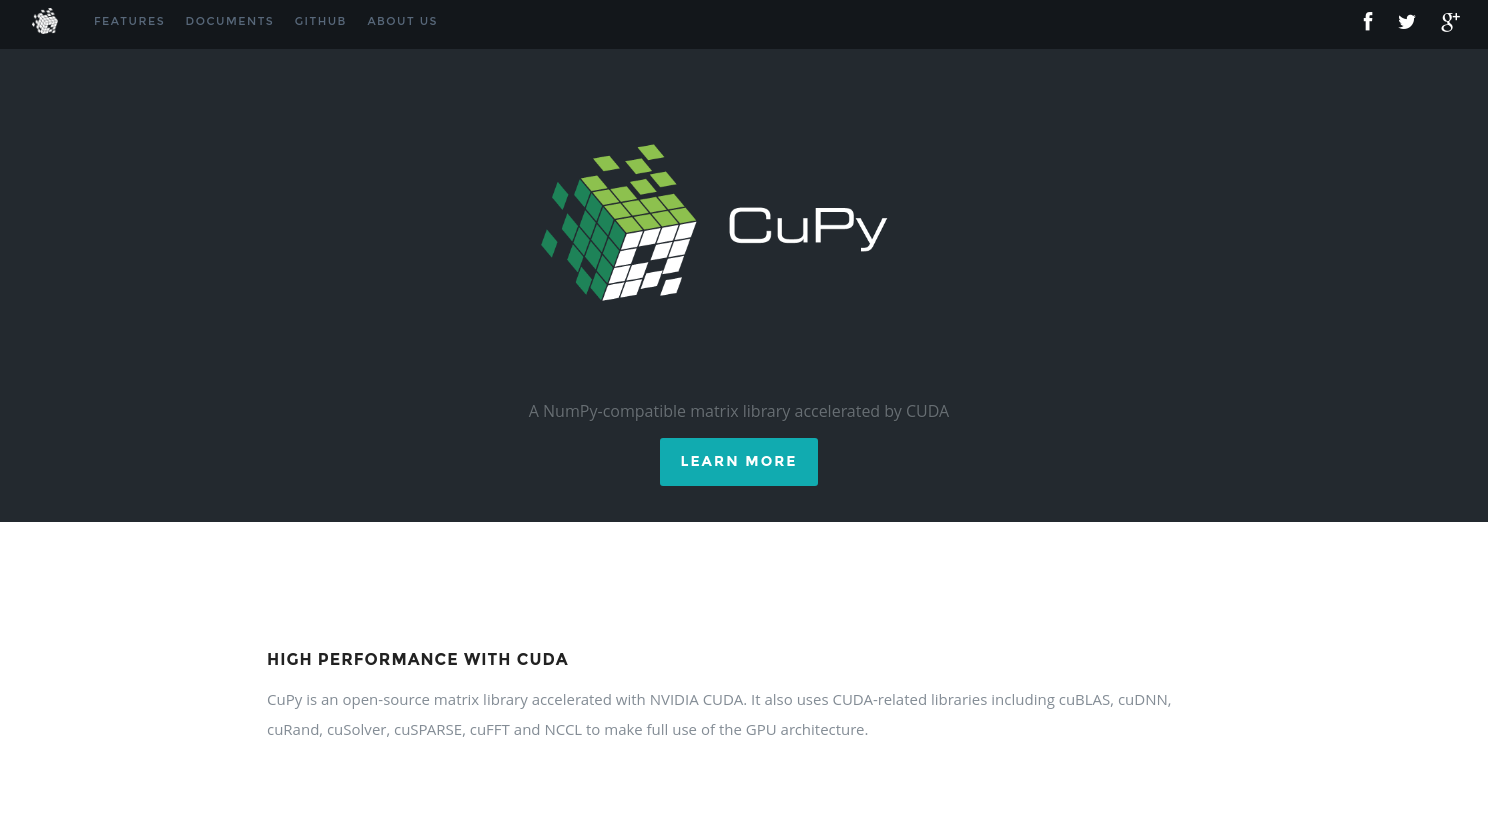 FEATURES DOCUMENTS GITHUB ABOUT US
CuPy
A NumPy-compatible matrix library accelerated by CUDA
LEARN MORE
HIGH PERFORMANCE WITH CUDA
CuPy is an open-source matrix library accelerated with NVIDIA CUDA. It also uses CUDA-related libraries including cuBLAS, cuDNN,
cuRand, cuSolver, cuSPARSE, cuFFT and NCCL to make full use of the GPU architecture.